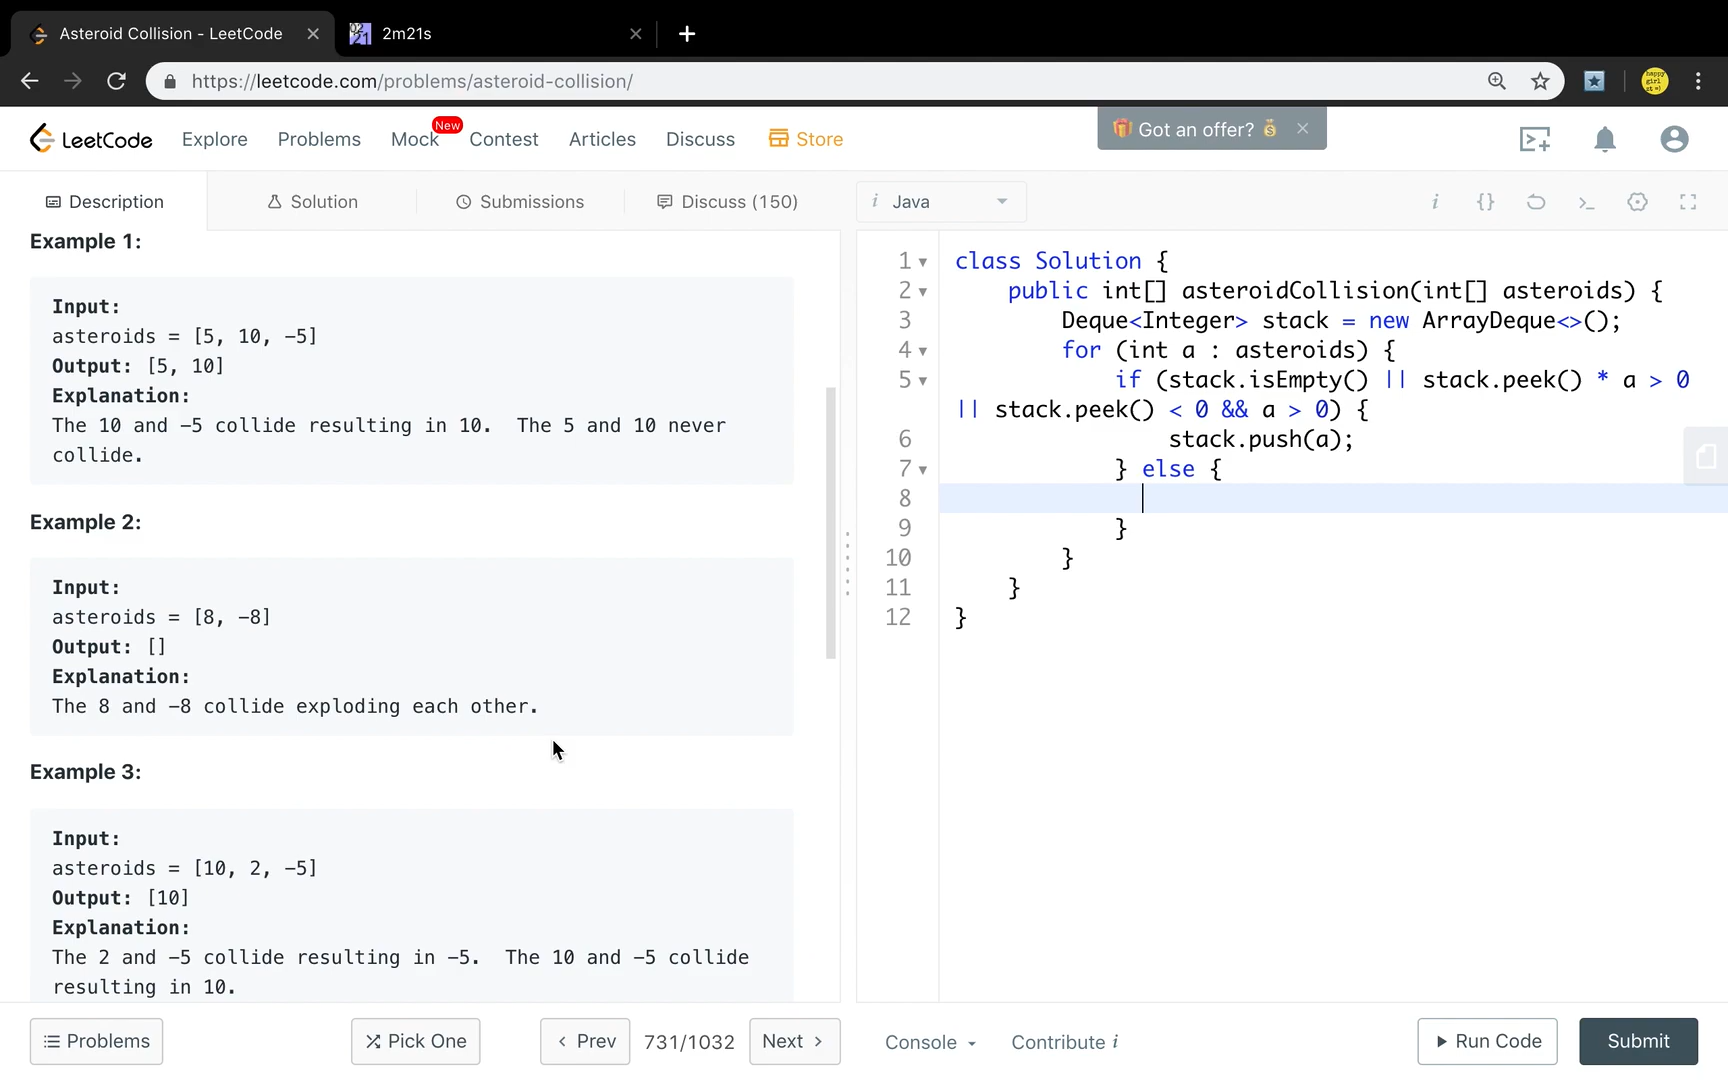 Asteroid Collision - LeetCode
2m21s
https://leetcode.com/problems/asteroid-collision/
LeetCode
Explore
Problems
Mock
New
Contest
Articles
Discuss
Store
Got an offer?
Description
Solution
Submissions
Discuss (150)
i Java
Example 1:
Input:
asteroids = [5, 10, -5]
Output: [5, 10]
Explanation:
The 10 and -5 collide resulting in 10.  The 5 and 10 never
collide.
Example 2:
Input:
asteroids = [8, -8]
Output: []
Explanation:
The 8 and -8 collide exploding each other.
Example 3:
Input:
asteroids = [10, 2, -5]
Output: [10]
Explanation:
The 2 and -5 collide resulting in -5.  The 10 and -5 collide
resulting in 10.
1 class Solution {
2 public int[] asteroidCollision(int[] asteroids) {
3 Deque<Integer> stack = new ArrayDeque<>();
4 for (int a : asteroids) {
5 if (stack.isEmpty() || stack.peek() * a > 0
|| stack.peek() < 0 && a > 0) {
6 stack.push(a);
7 } else {
8
9 }
10 }
11 }
12 }
Problems
Pick One
Prev
731/1032
Next
Console
Contribute i
Run Code
Submit